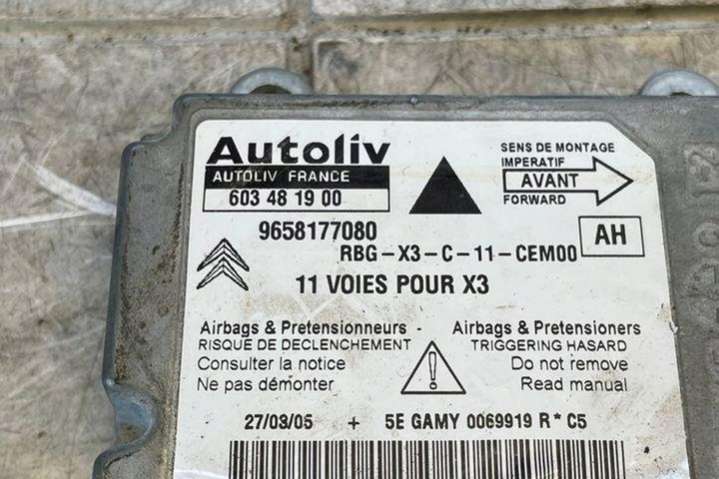 Autoliv
AUTOLIV FRANCE
603 48 19 00
SENS DE MONTAGE
IMPERATIF
AVANT
FORWARD
9658177080
RBG-X3-C-11-CEM00
AH
11 VOIES POUR X3
Airbags & Pretensionneurs -
RISQUE DE DECLENCHEMENT
Consulter la notice
Ne pas démonter
Airbags & Pretensioners
TRIGGERING HASARD
Do not remove
Read manual
27/03/05 + 5E GAMY 0069919 R * C5